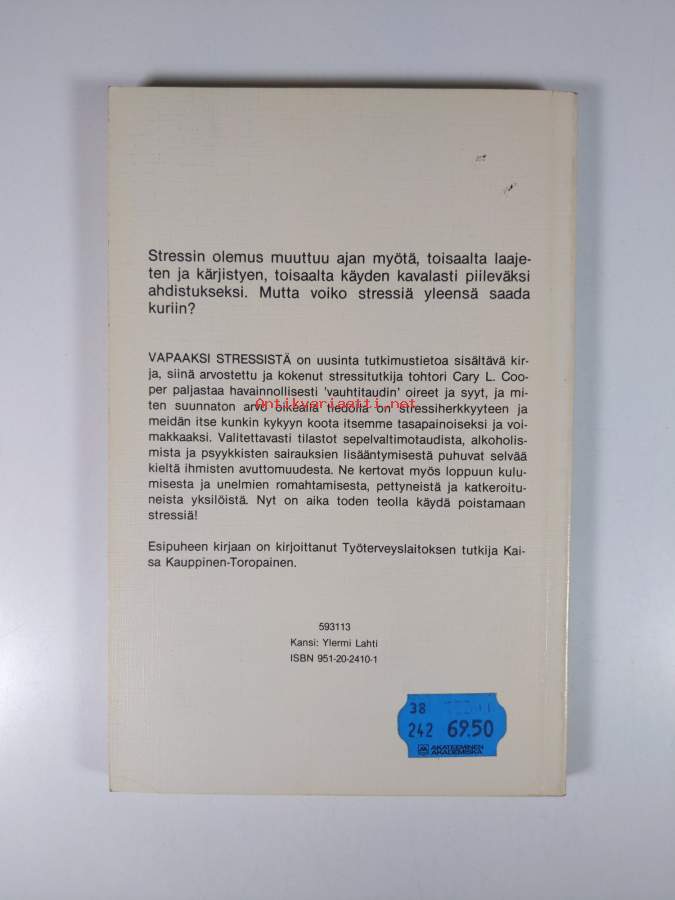 Stressin olemus muuttuu ajan myötä, toisaalta laaje-
ten ja kärjistyen, toisaalta käyden kavalasti piileväksi
ahdistukseksi. Mutta voiko stressiä yleensä saada
kuriin?
VAPAAKSI STRESSISTÄ on uusinta tutkimustietoa sisältävä kir-
ja, siinä arvostettu ja kokenut stressitutkija tohtori Cary L. Coo-
per paljastaa havainnollisesti 'vauhtitaudin' oireet ja syyt, ja mi-
ten suunnaton arvo oikealla tiedolla on stressiherkkyyteen ja
meidän itse kunkin kykyyn koota itsemme tasapainoiseksi ja voi-
makkaaksi. Valitettavasti tilastot sepelvaltimotaudista, alkoholis-
mista ja psyykkisten sairauksien lisääntymisestä puhuvat selvää
kieltä ihmisten avuttomuudesta. Ne kertovat myös loppuun kulu-
misesta ja unelmien romahtamisesta, pettyneistä ja katkeroitu-
neista yksilöistä. Nyt on aika toden teolla käydä poistamaan
stressiä!
Esipuheen kirjaan on kirjoittanut Työterveyslaitoksen tutkija Kai-
sa Kauppinen-Toropainen.
593113
Kansi: Ylermi Lahti
ISBN 951-20-2410-1
38
242 69.50
AKATEEMINEN
AKADEMISKA
Antikvariaatti.net